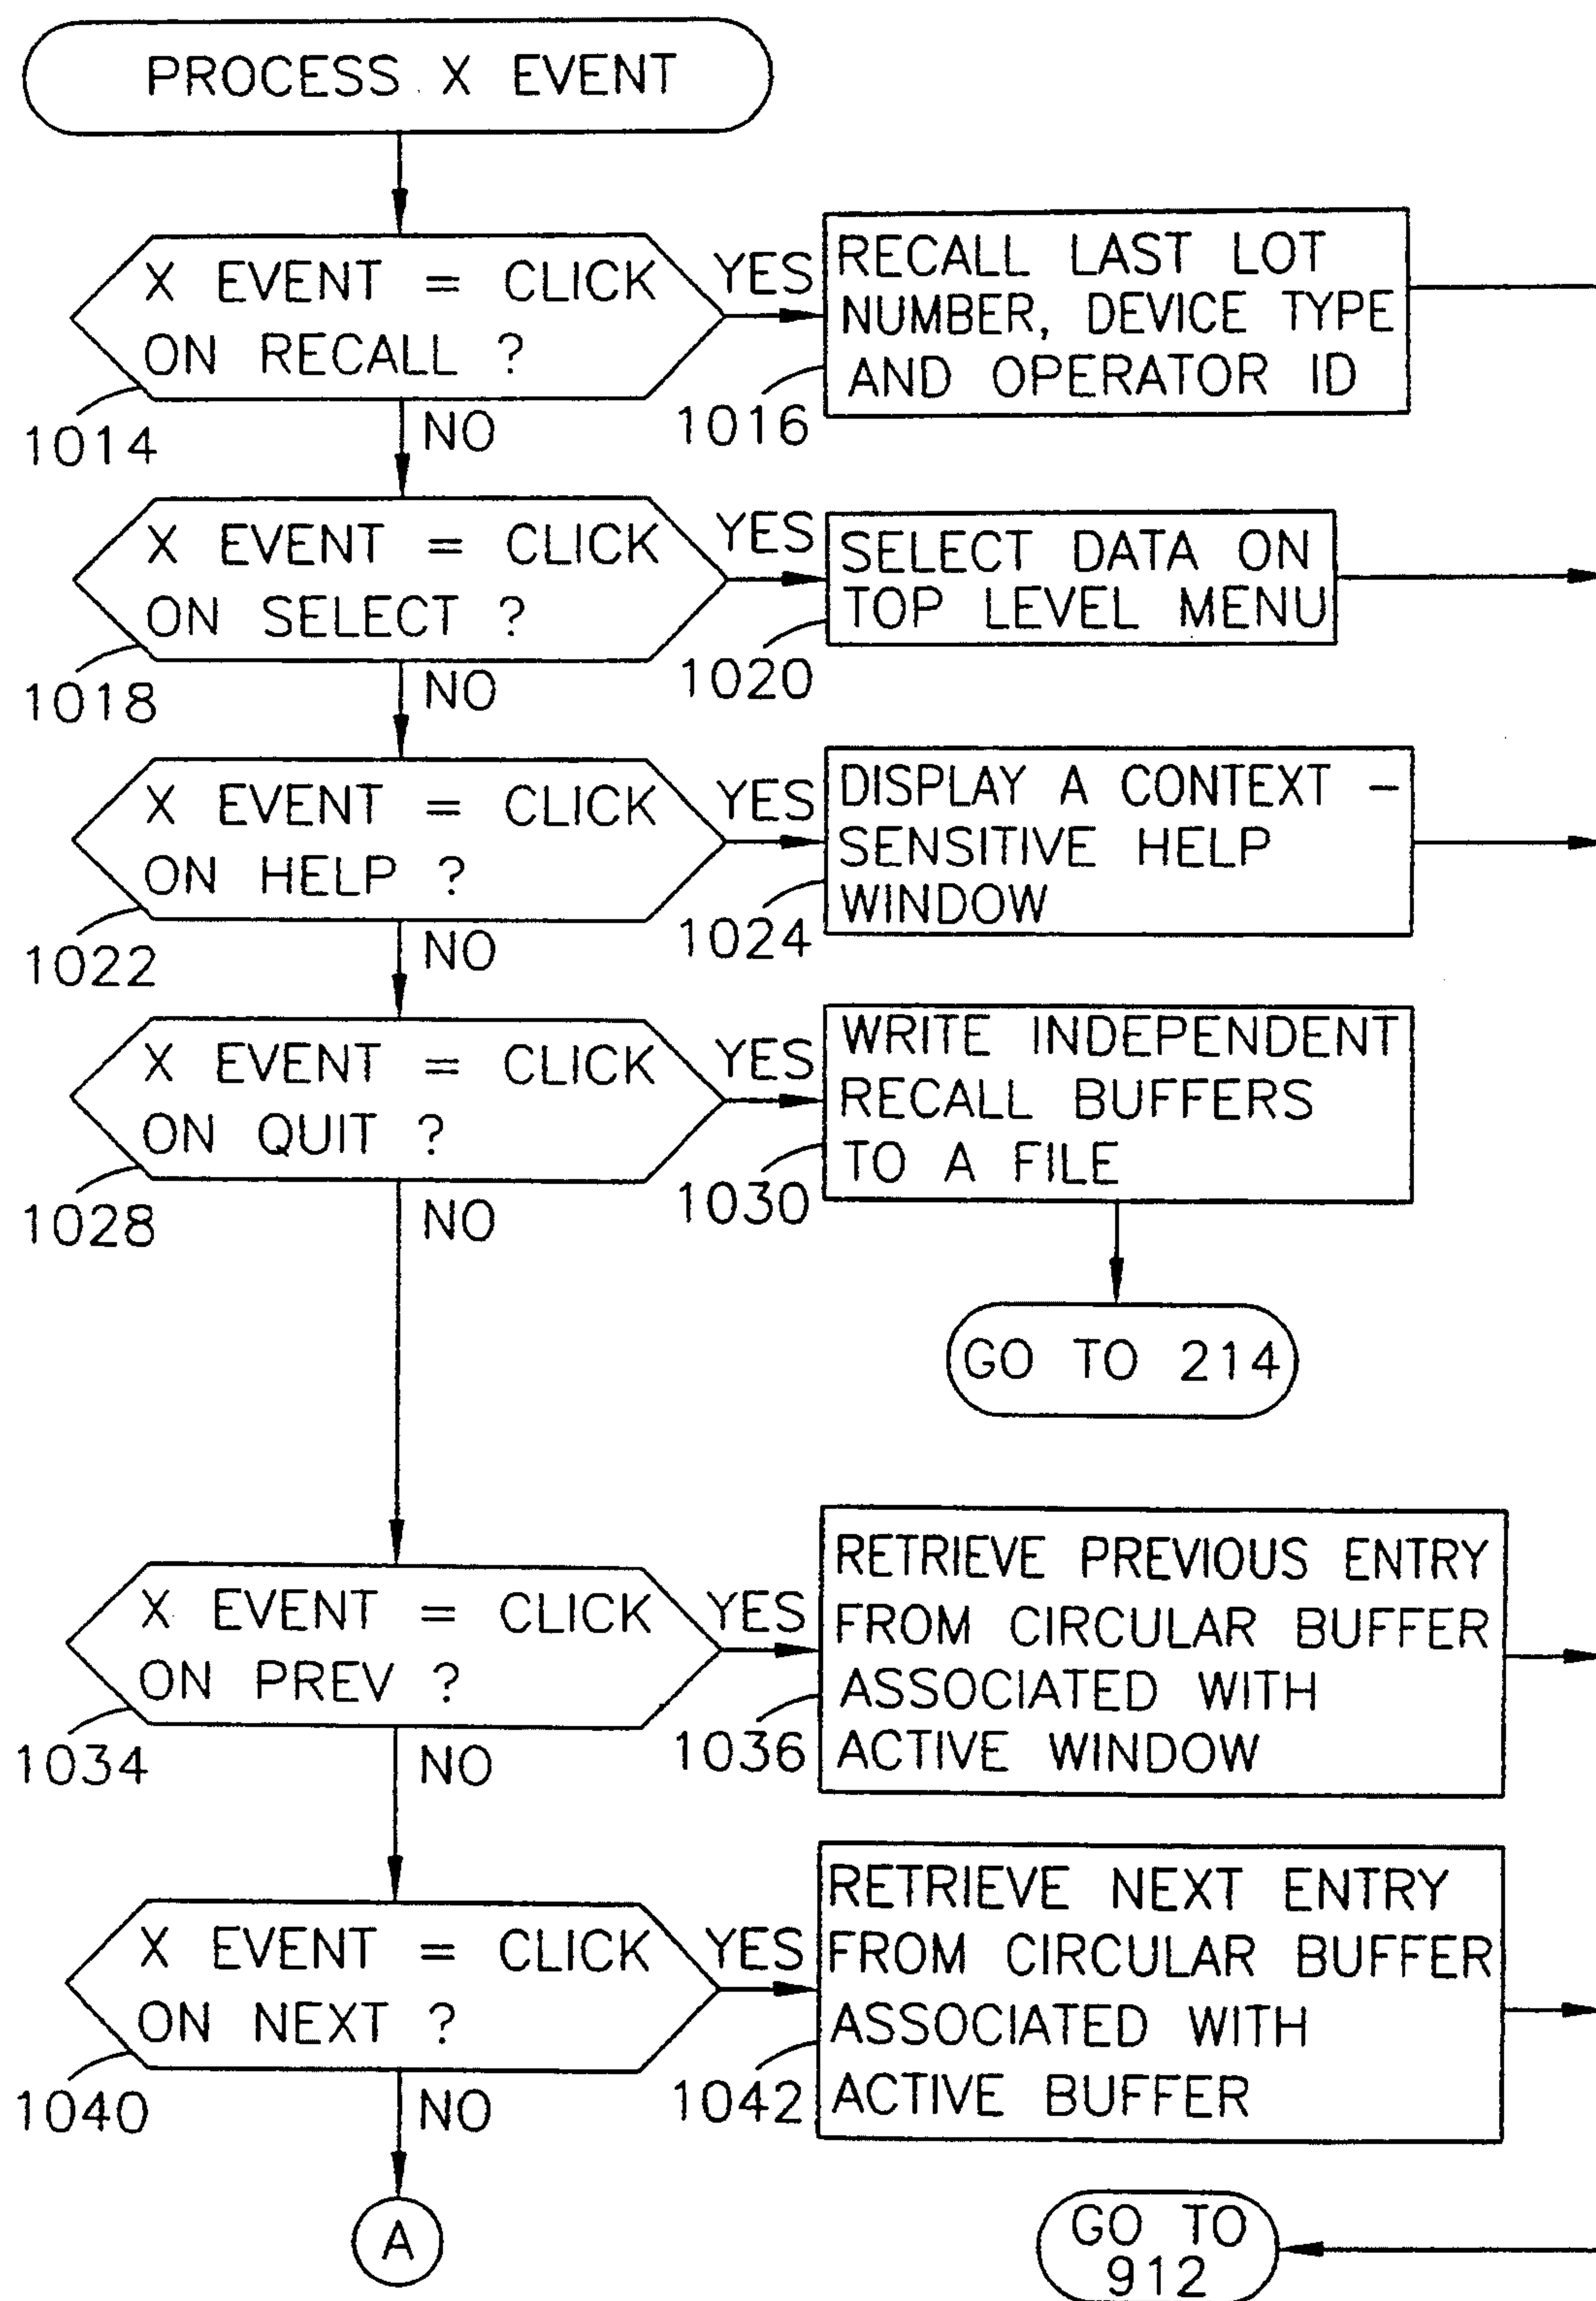 PROCESS X EVENT
X EVENT = CLICK
ON RECALL ?
1014
YES
NO
RECALL LAST LOT
NUMBER, DEVICE TYPE
AND OPERATOR ID
1016
X EVENT = CLICK
ON SELECT ?
1018
YES
NO
SELECT DATA ON
TOP LEVEL MENU
1020
X EVENT = CLICK
ON HELP ?
1022
YES
NO
DISPLAY A CONTEXT -
SENSITIVE HELP
WINDOW
1024
X EVENT = CLICK
ON QUIT ?
1028
YES
NO
WRITE INDEPENDENT
RECALL BUFFERS
TO A FILE
1030
GO TO 214
X EVENT = CLICK
ON PREV ?
1034
YES
NO
RETRIEVE PREVIOUS ENTRY
FROM CIRCULAR BUFFER
ASSOCIATED WITH
ACTIVE WINDOW
1036
X EVENT = CLICK
ON NEXT ?
1040
YES
NO
RETRIEVE NEXT ENTRY
FROM CIRCULAR BUFFER
ASSOCIATED WITH
ACTIVE BUFFER
1042
A
GO TO
912